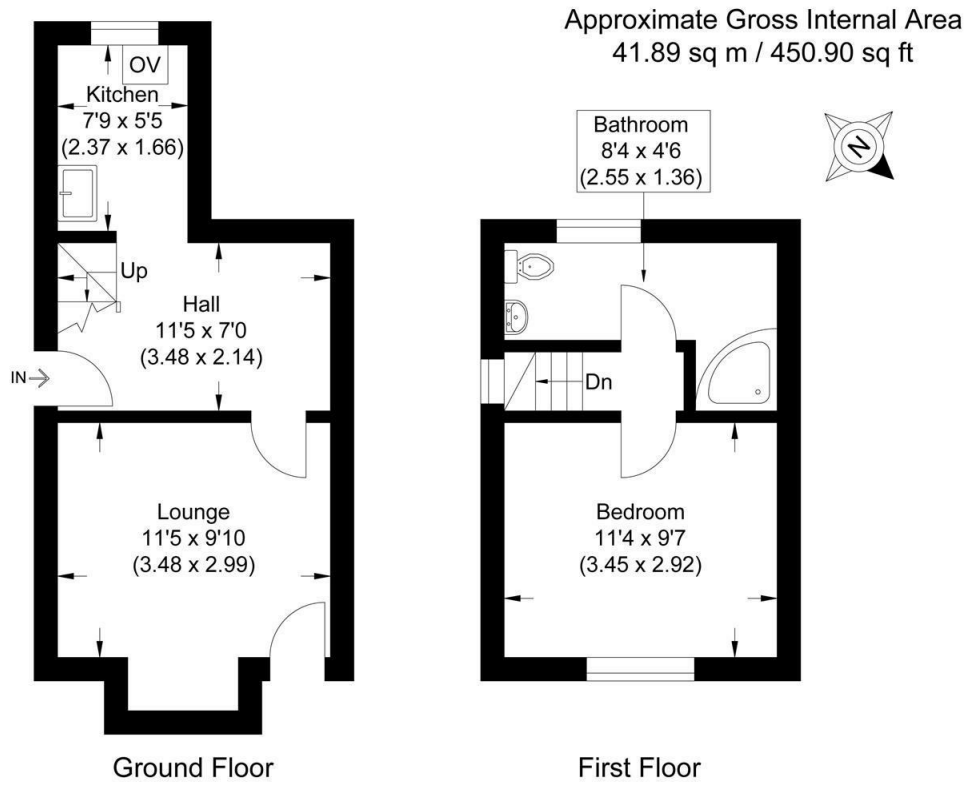 Approximate Gross Internal Area
41.89 sq m / 450.90 sq ft
OV
Kitchen
7'9 x 5'5
(2.37 x 1.66)
Up
Hall
11'5 x 7'0
(3.48 x 2.14)
IN
Lounge
11'5 x 9'10
(3.48 x 2.99)
Ground Floor
Bathroom
8'4 x 4'6
(2.55 x 1.36)
N
Dn
Bedroom
11'4 x 9'7
(3.45 x 2.92)
First Floor